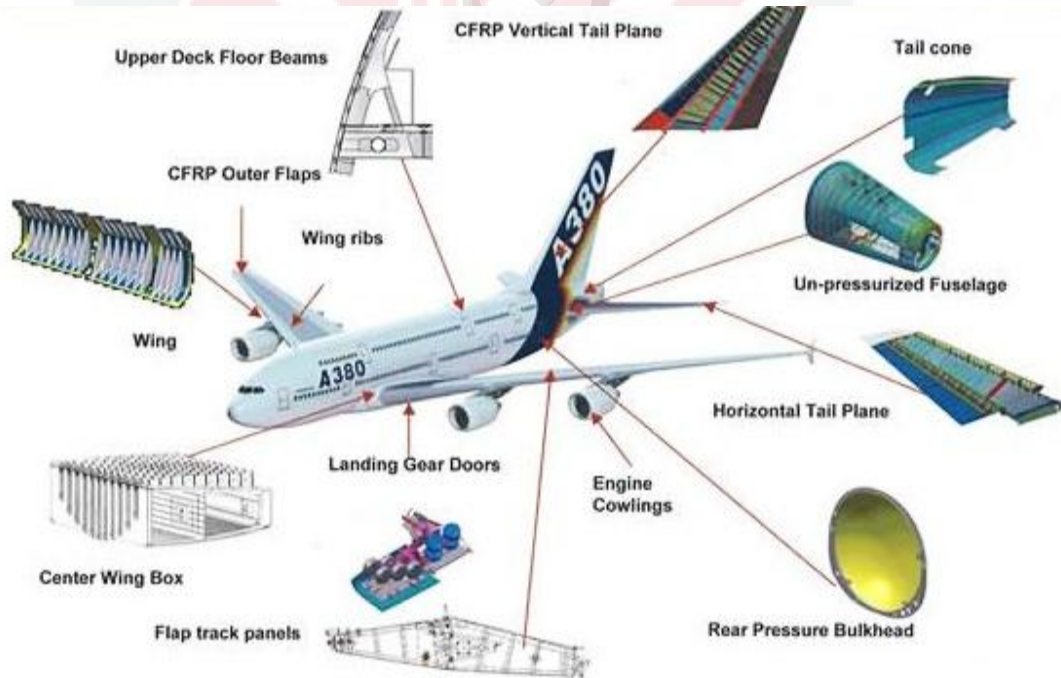 CFRP Vertical Tail Plane
Upper Deck Floor Beams
Tail cone
CFRP Outer Flaps
Wing ribs
Un-pressurized Fuselage
Wing
A380
A380
Horizontal Tail Plane
Landing Gear Doors
Engine
Cowlings
Center Wing Box
Flap track panels
Rear Pressure Bulkhead